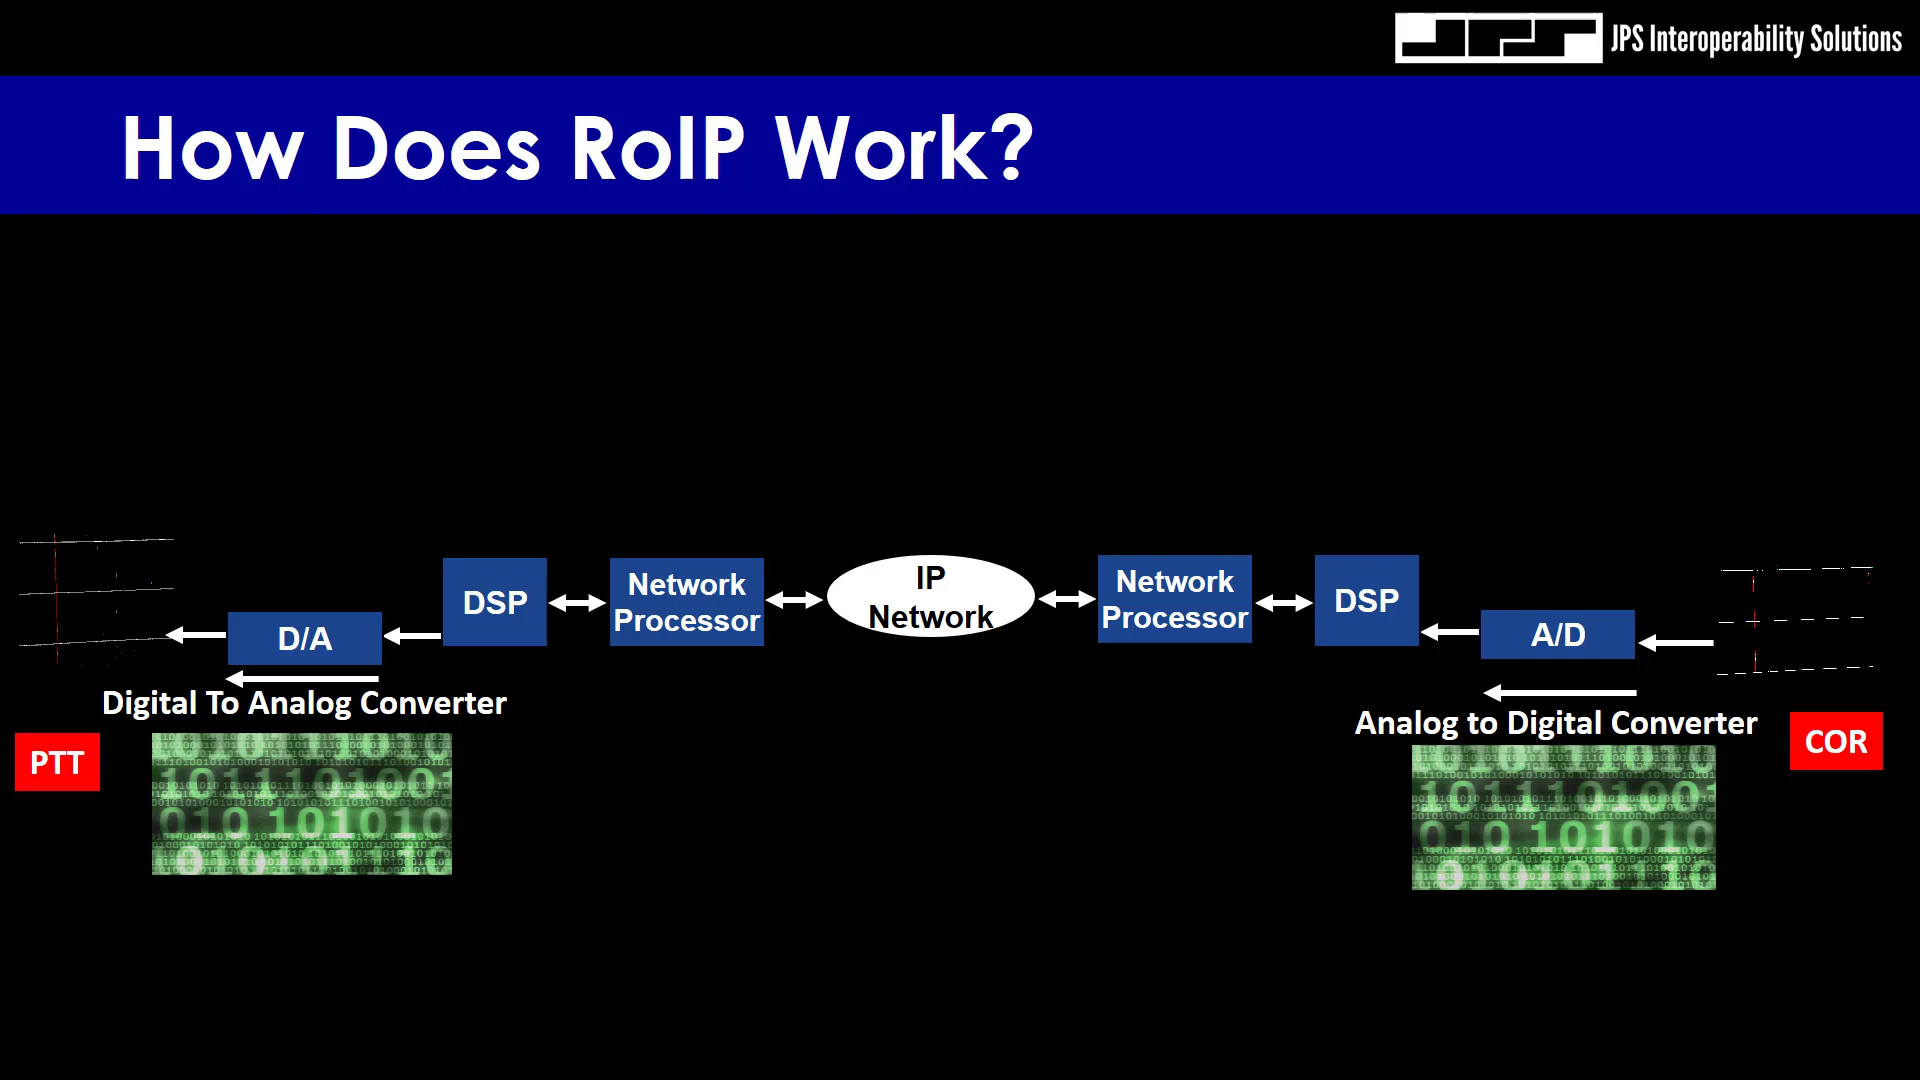 JPS JPS Interoperability Solutions
How Does RoIP Work?
DSP
Network
Processor
IP
Network
Network
Processor
DSP
D/A
A/D
Digital To Analog Converter
Analog to Digital Converter
PTT
COR